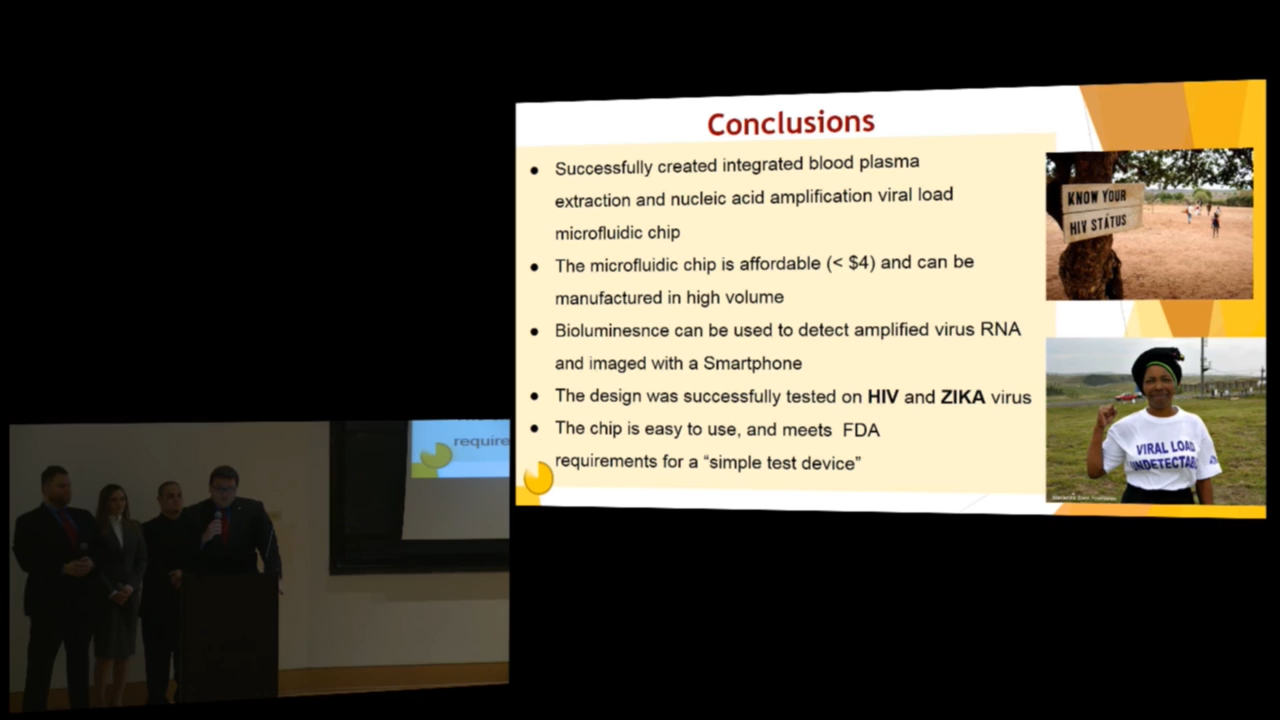 Conclusions
● Successfully created integrated blood plasma
extraction and nucleic acid amplification viral load
microfluidic chip
● The microfluidic chip is affordable (< $4) and can be
manufactured in high volume
● Bioluminesnce can be used to detect amplified virus RNA
and imaged with a Smartphone
● The design was successfully tested on HIV and ZIKA virus
● The chip is easy to use, and meets FDA
requirements for a “simple test device”
KNOW YOUR
HIV STATUS
VIRAL LOAD
UNDETECTAB
require